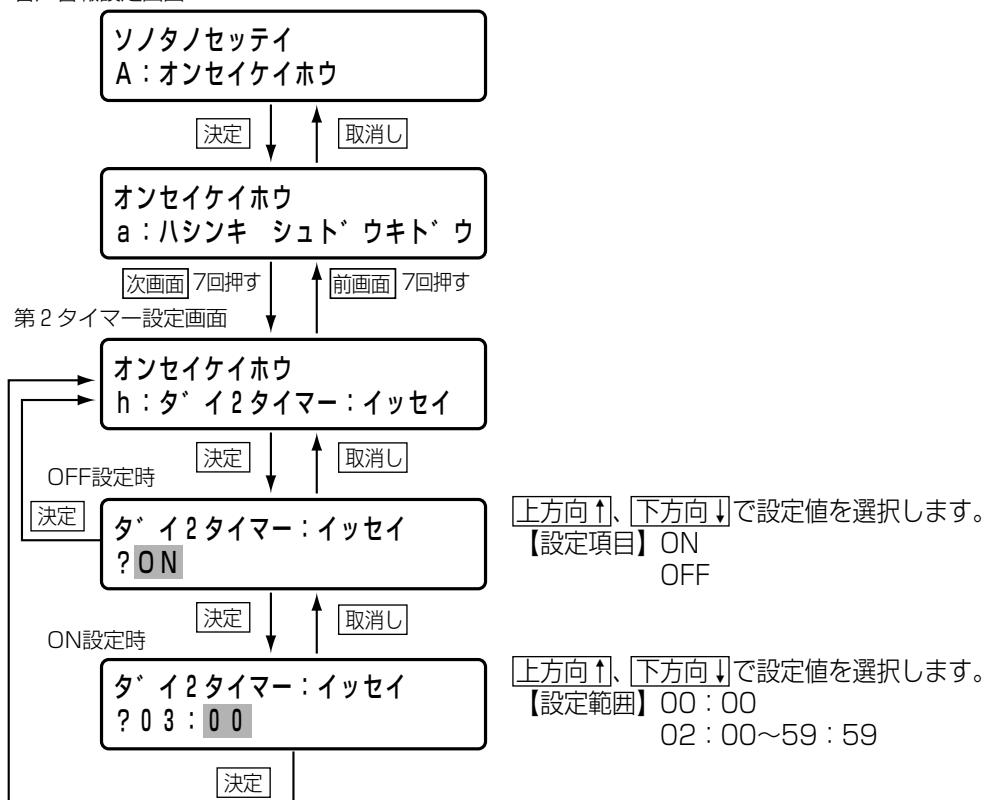 ソノタノセッテイ
A：オンセイケイホウ
決定 取消し
オンセイケイホウ
a：ハシンキ シュト゛ウキト゛ウ
次画面 7回押す 前画面 7回押す
第2タイマー設定画面
オンセイケイホウ
h：タ゛イ2タイマー：イッセイ
決定 取消し
OFF設定時
決定
タ゛イ2タイマー：イッセイ
?ON
上方向↑、下方向↓で設定値を選択します。
【設定項目】ON
OFF
決定 取消し
ON設定時
タ゛イ2タイマー：イッセイ
?03：00
上方向↑、下方向↓で設定値を選択します。
【設定範囲】00：00
02：00～59：59
決定